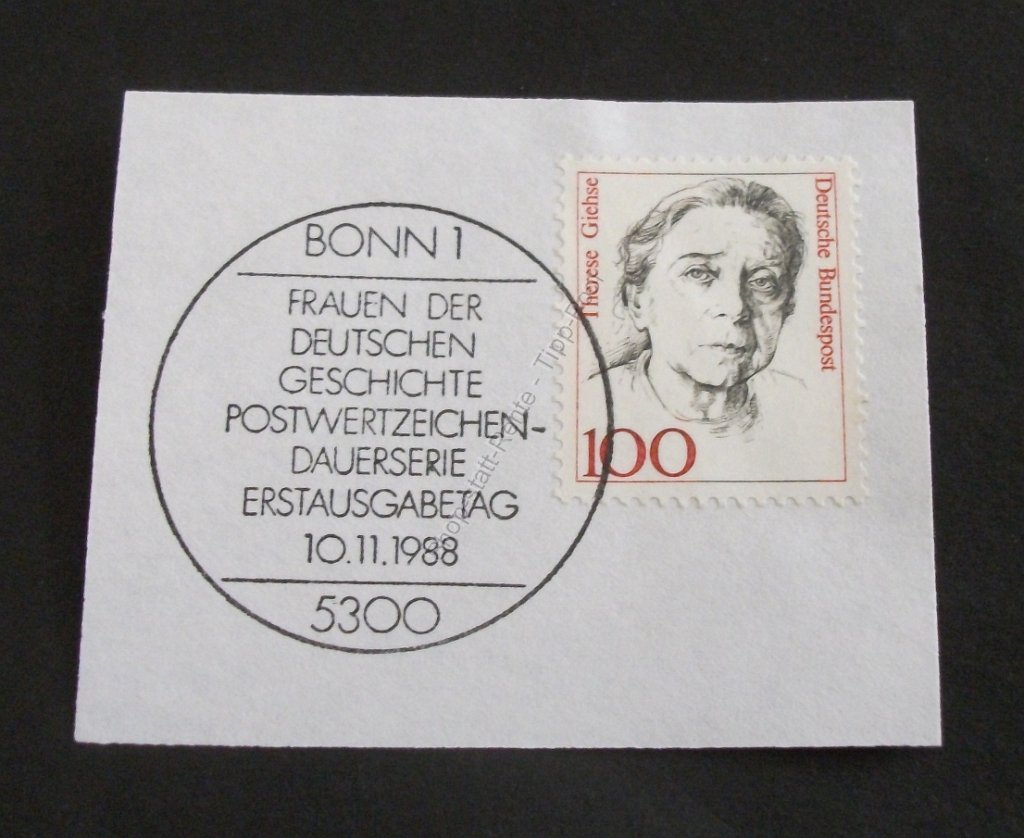 BONN 1
FRAUEN DER
DEUTSCHEN
GESCHICHTE
POSTWERTZEICHEN-
DAUERSERIE
ERSTAUSGABETAG
10.11.1988
5300
Therese Giehse
Deutsche Bundespost
100